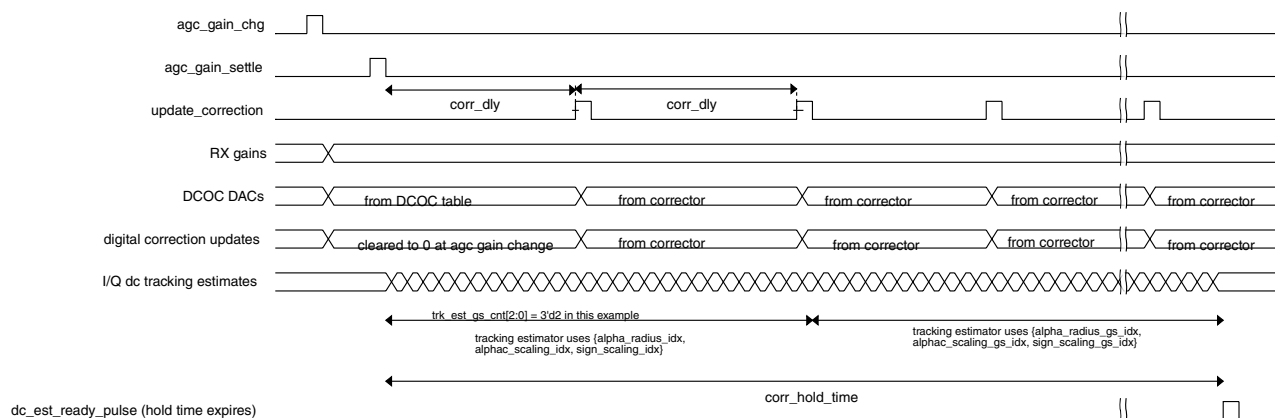 agc_gain_chg
agc_gain_settle
corr_dly
corr_dly
update_correction
RX gains
DCOC DACs
from DCOC table
from corrector
from corrector
from corrector
from corrector
digital correction updates
cleared to 0 at agc gain change
from corrector
from corrector
from corrector
from corrector
I/Q dc tracking estimates
trk_est_gs_cnt[2:0] = 3'd2 in this example
tracking estimator uses {alpha_radius_idx,
alphac_scaling_idx, sign_scaling_idx}
tracking estimator uses {alpha_radius_gs_idx,
alphac_scaling_gs_idx, sign_scaling_gs_idx}
corr_hold_time
dc_est_ready_pulse (hold time expires)